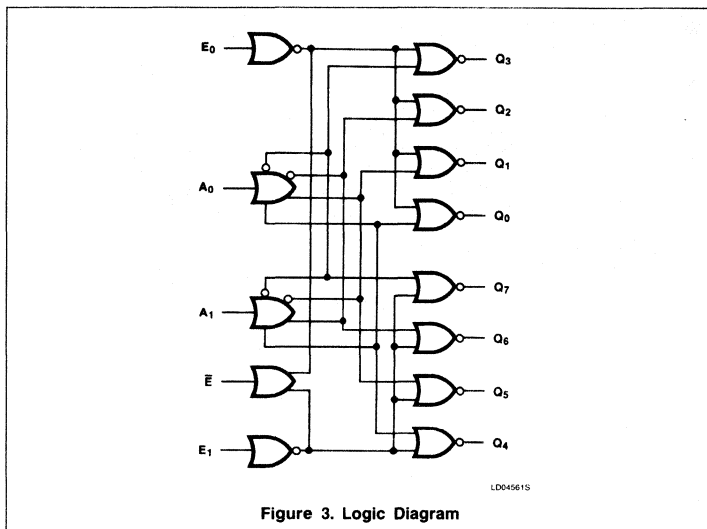 E0
Q3
Q2
Q1
A0
Q0
Q7
A1
Q6
Ē
Q5
E1
Q4
LD04561S
Figure 3. Logic Diagram